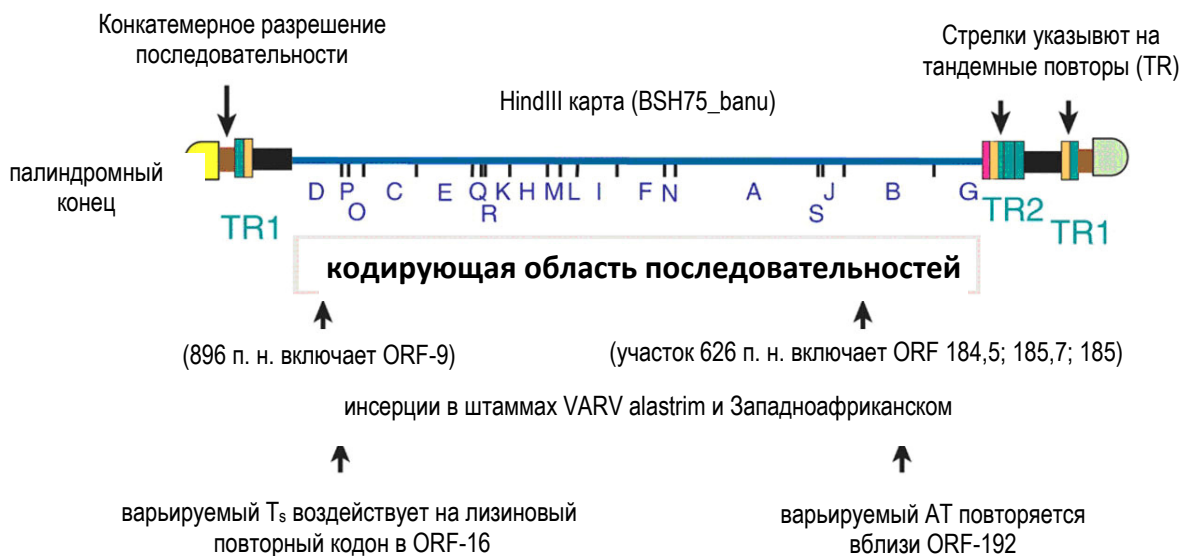 Конкатемерное разрешение
последовательности
Стрелки указывют на
тандемные повторы (TR)
HindIII карта (BSH75_banu)
палиндромный
конец
D P O C E Q R K H M L I F N A S J B G
TR1
TR2
TR1
кодирующая область последовательностей
(896 п. н. включает ORF-9)
(участок 626 п. н. включает ORF 184,5; 185,7; 185)
инсерции в штаммах VARV alastrim и Западноафриканском
варьируемый Ts воздействует на лизиновый
повторный кодон в ORF-16
варьируемый AT повторяется
вблизи ORF-192